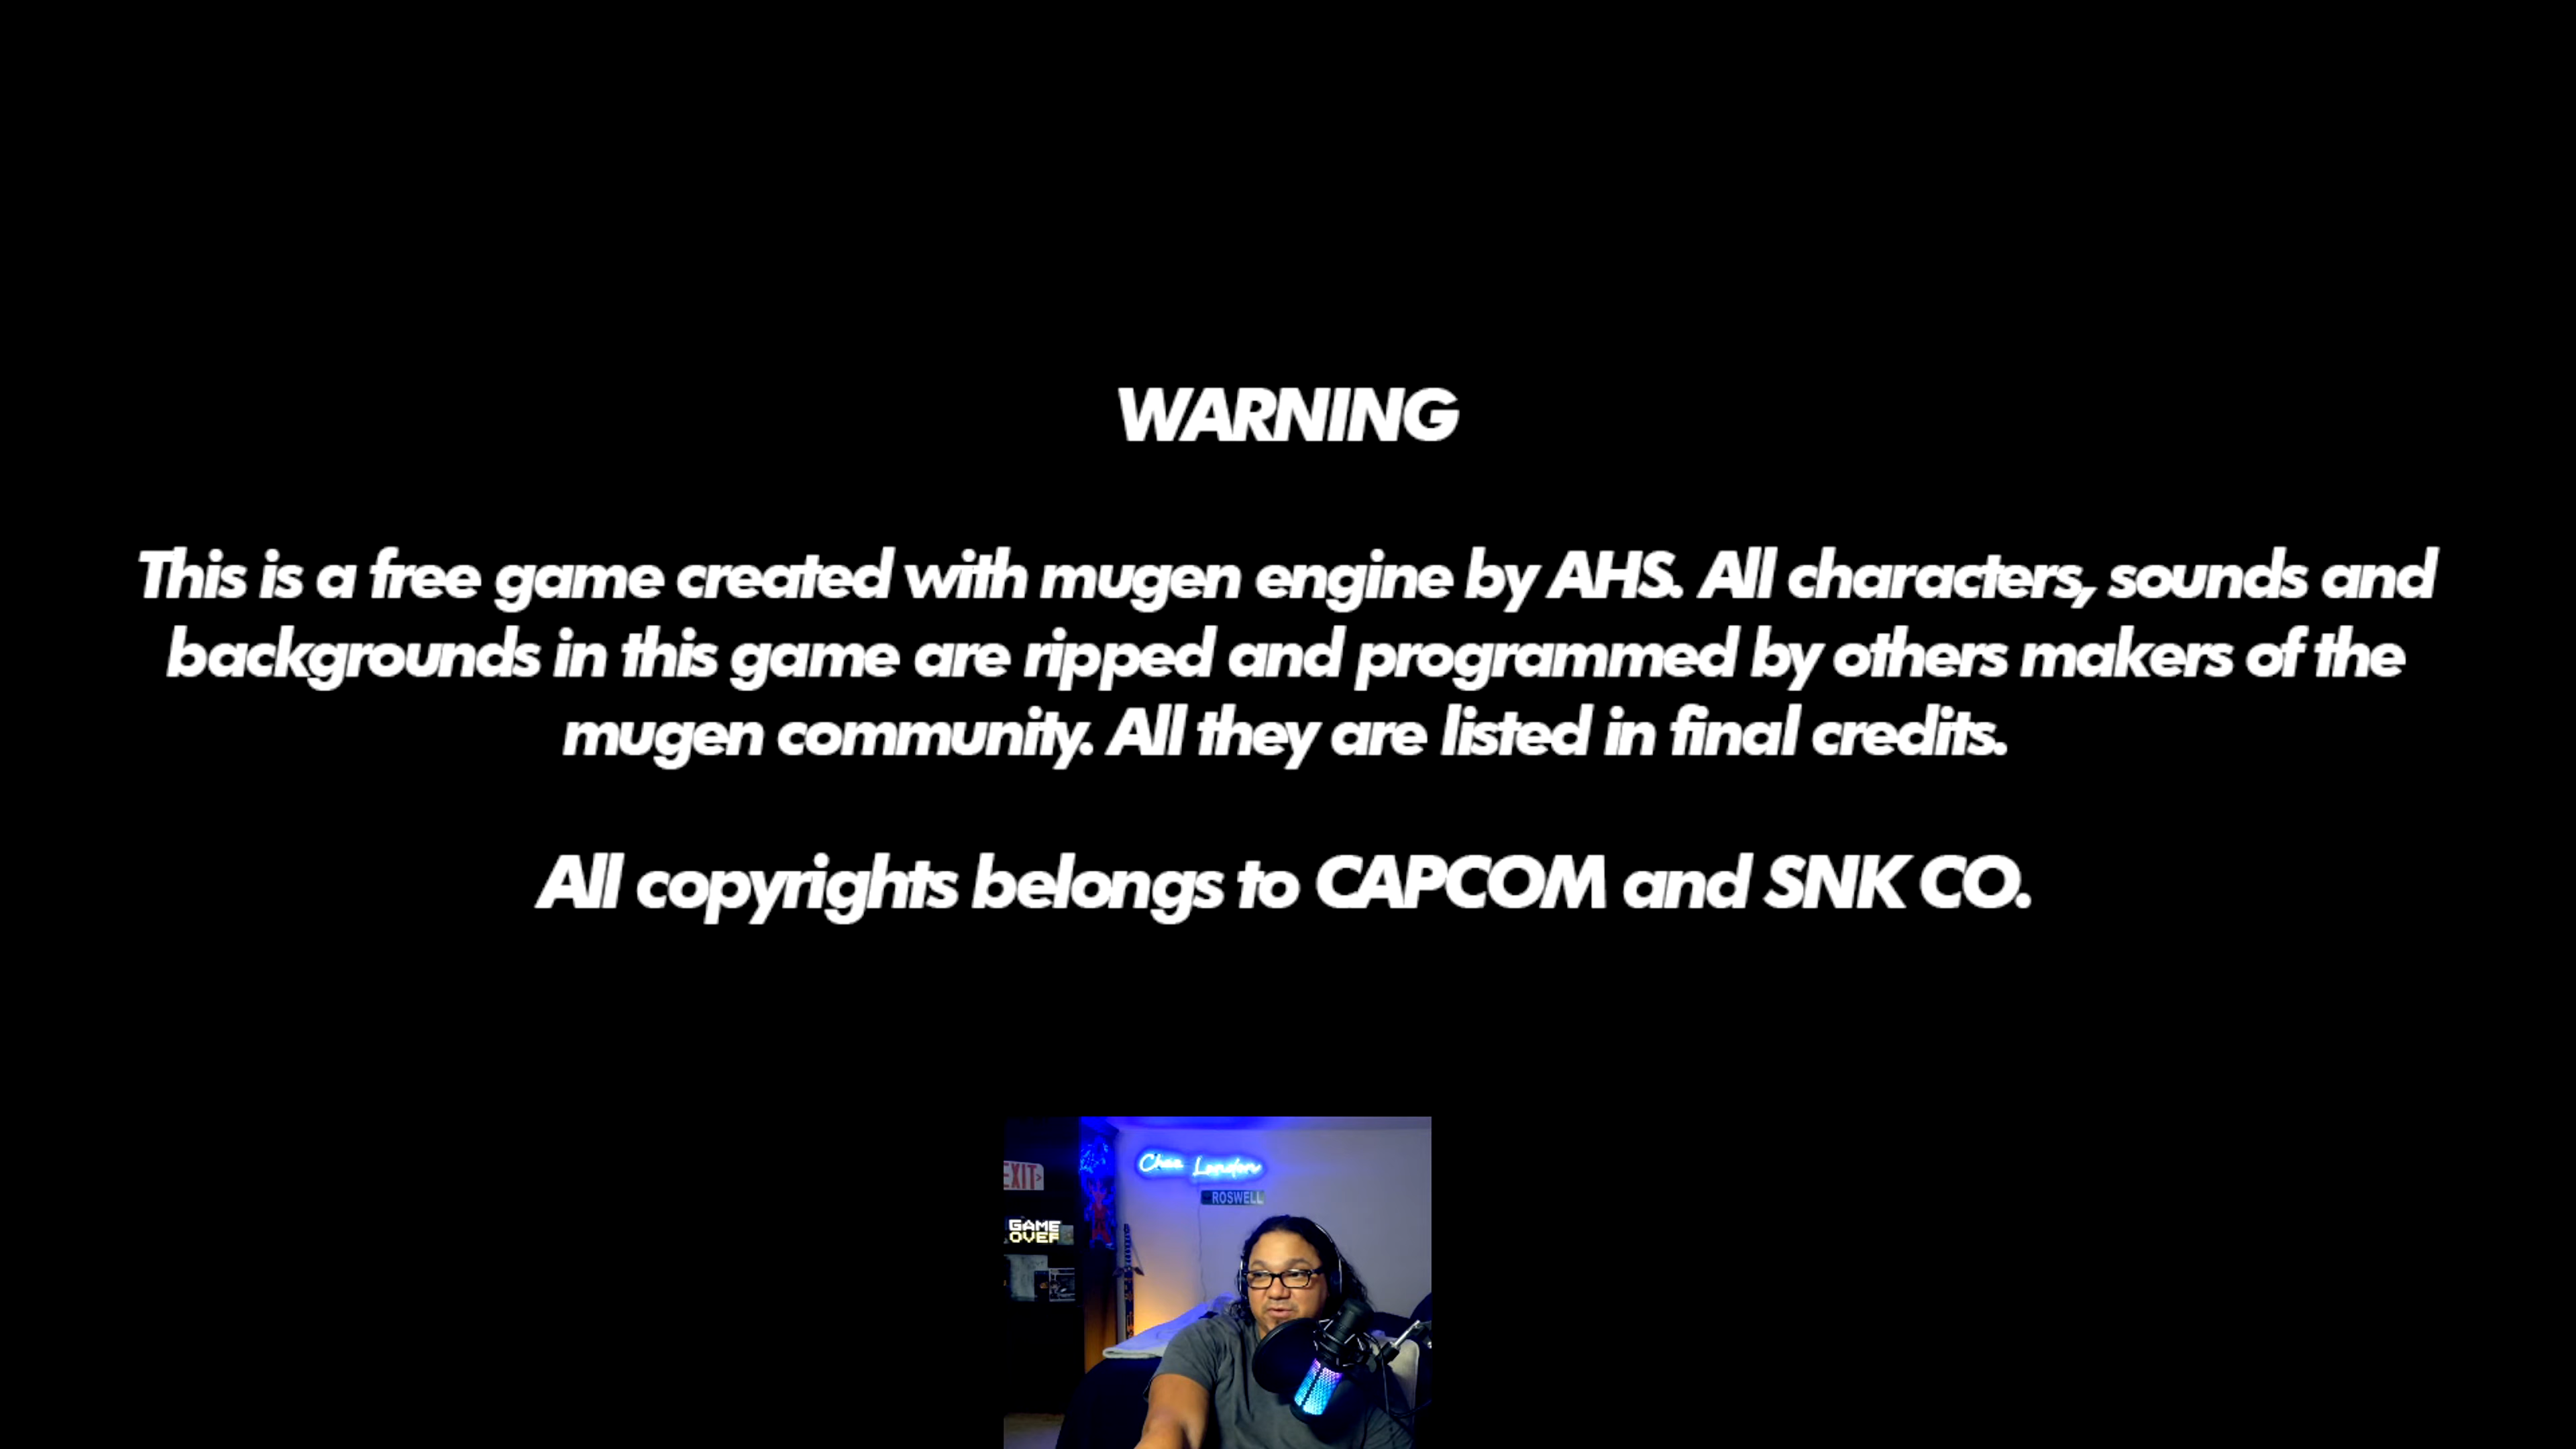 WARNING
This is a free game created with mugen engine by AHS. All characters, sounds and
backgrounds in this game are ripped and programmed by others makers of the
mugen community. All they are listed in final credits.
All copyrights belongs to CAPCOM and SNK CO.
Chaz London
EXIT
ROSWELL
GAME
OVER